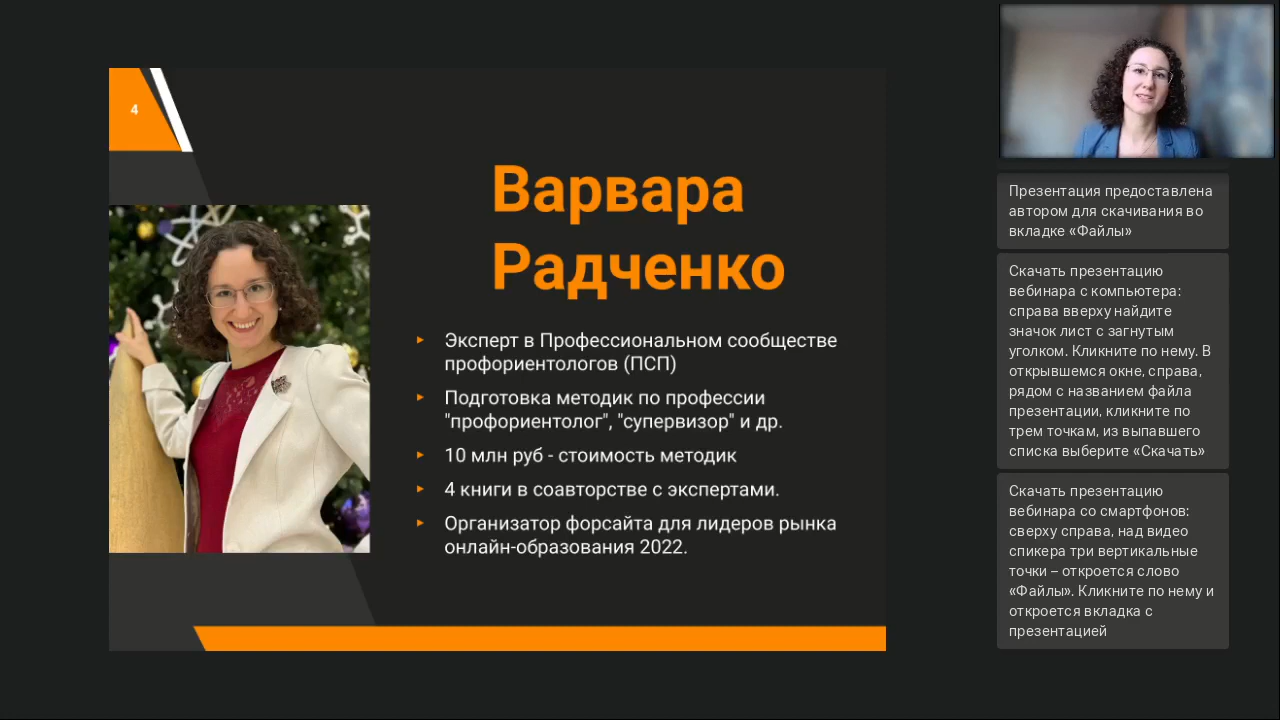 4
Варвара
Радченко
Эксперт в Профессиональном сообществе
профориентологов (ПСП)
Подготовка методик по профессии
"профориентолог", "супервизор" и др.
10 млн руб - стоимость методик
4 книги в соавторстве с экспертами.
Организатор форсайта для лидеров рынка
онлайн-образования 2022.
Презентация предоставлена
автором для скачивания во
вкладке «Файлы»
Скачать презентацию
вебинара с компьютера:
справа вверху найдите
значок лист с загнутым
уголком. Кликните по нему. В
открывшемся окне, справа,
рядом с названием файла
презентации, кликните по
трем точкам, из выпавшего
списка выберите «Скачать»
Скачать презентацию
вебинара со смартфонов:
сверху справа, над видео
спикера три вертикальные
точки – откроется слово
«Файлы». Кликните по нему и
откроется вкладка с
презентацией